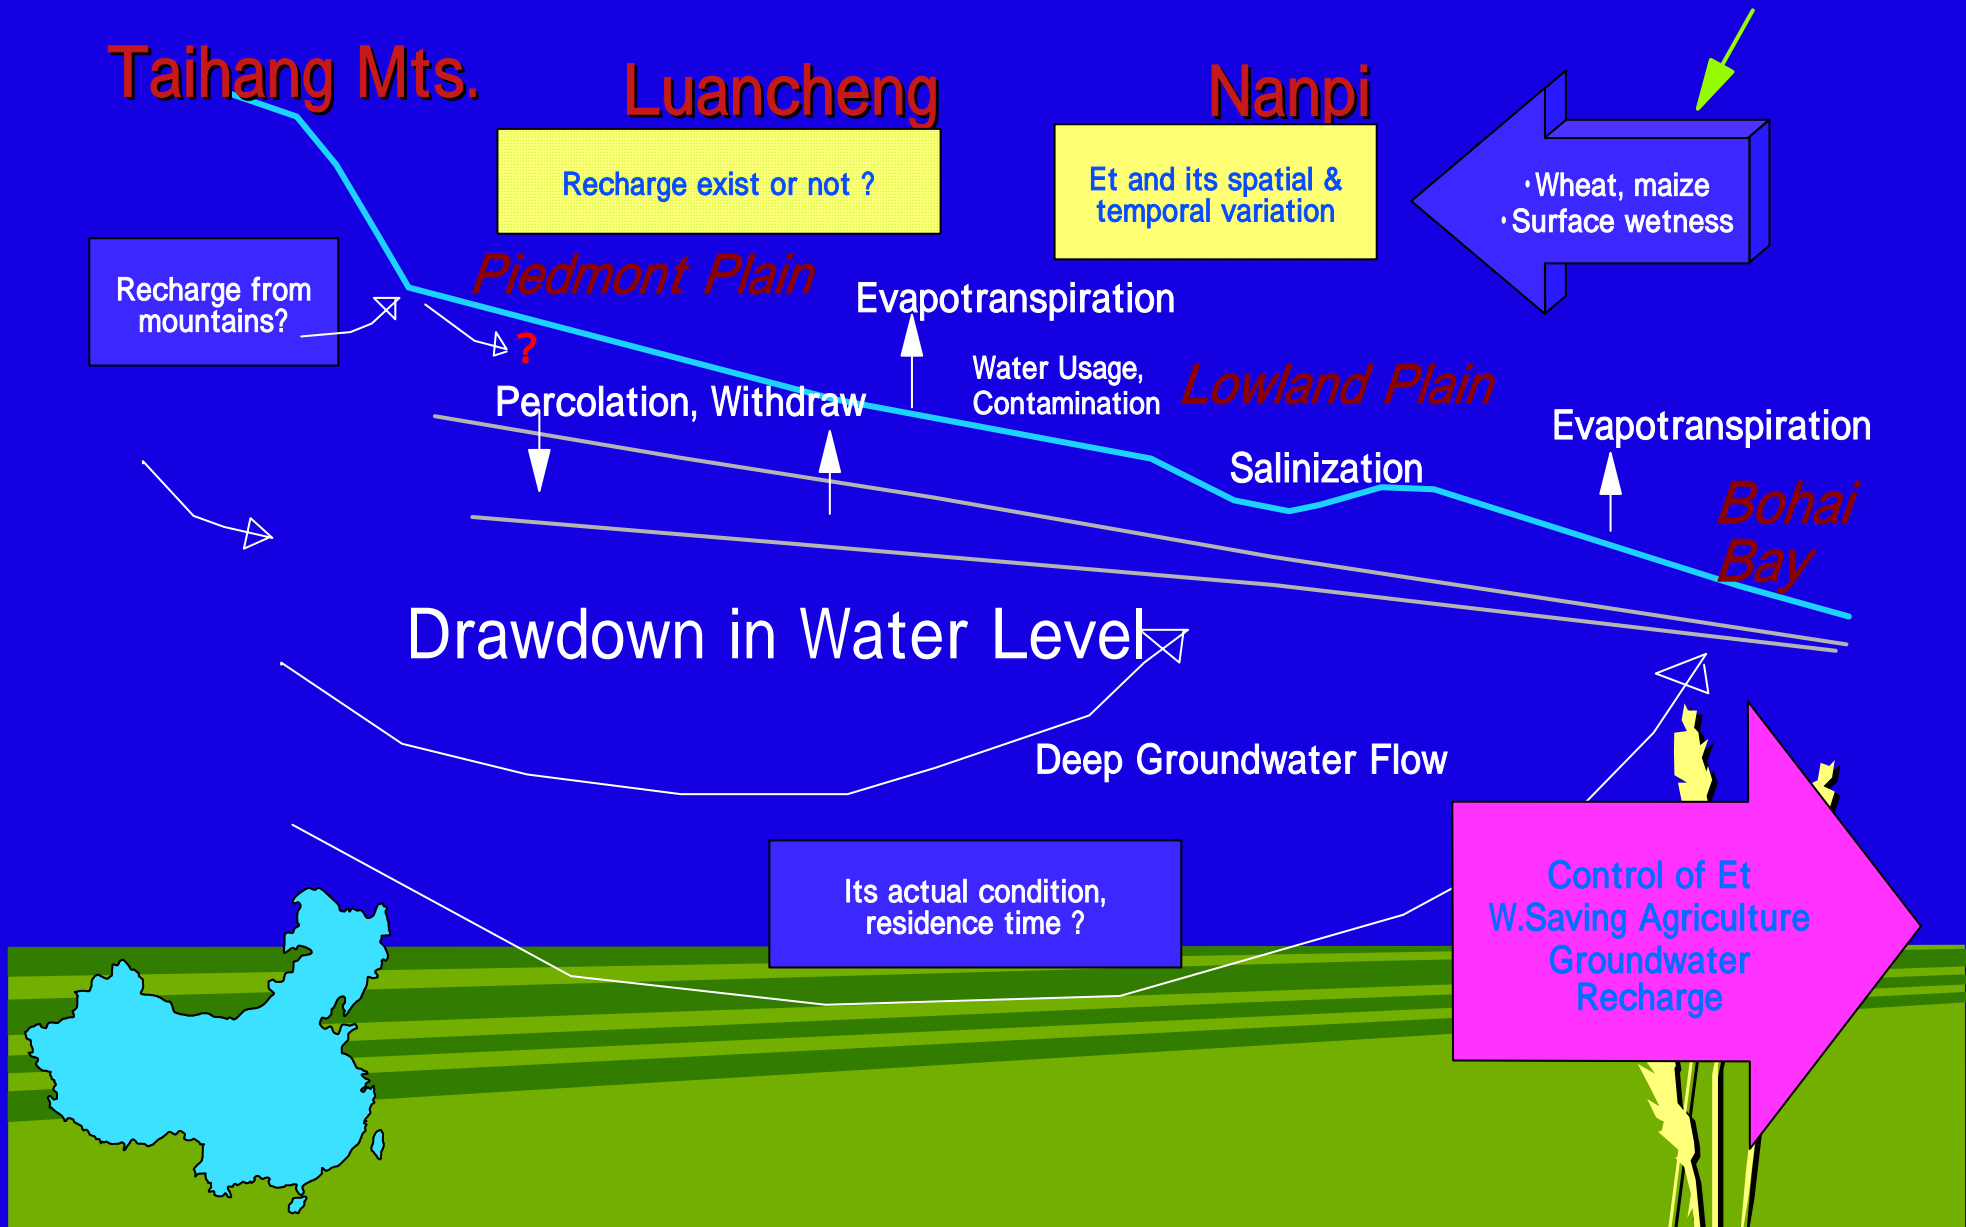 Taihang Mts.
Luancheng
Nanpi
Recharge exist or not ?
Et and its spatial &
temporal variation
•Wheat, maize
•Surface wetness
Piedmont Plain
Recharge from
mountains?
Evapotranspiration
?
Water Usage,
Contamination
Lowland Plain
Percolation, Withdraw
Evapotranspiration
Salinization
Bohai
Bay
Drawdown in Water Level
Deep Groundwater Flow
Its actual condition,
residence time ?
Control of Et
W.Saving Agriculture
Groundwater
Recharge